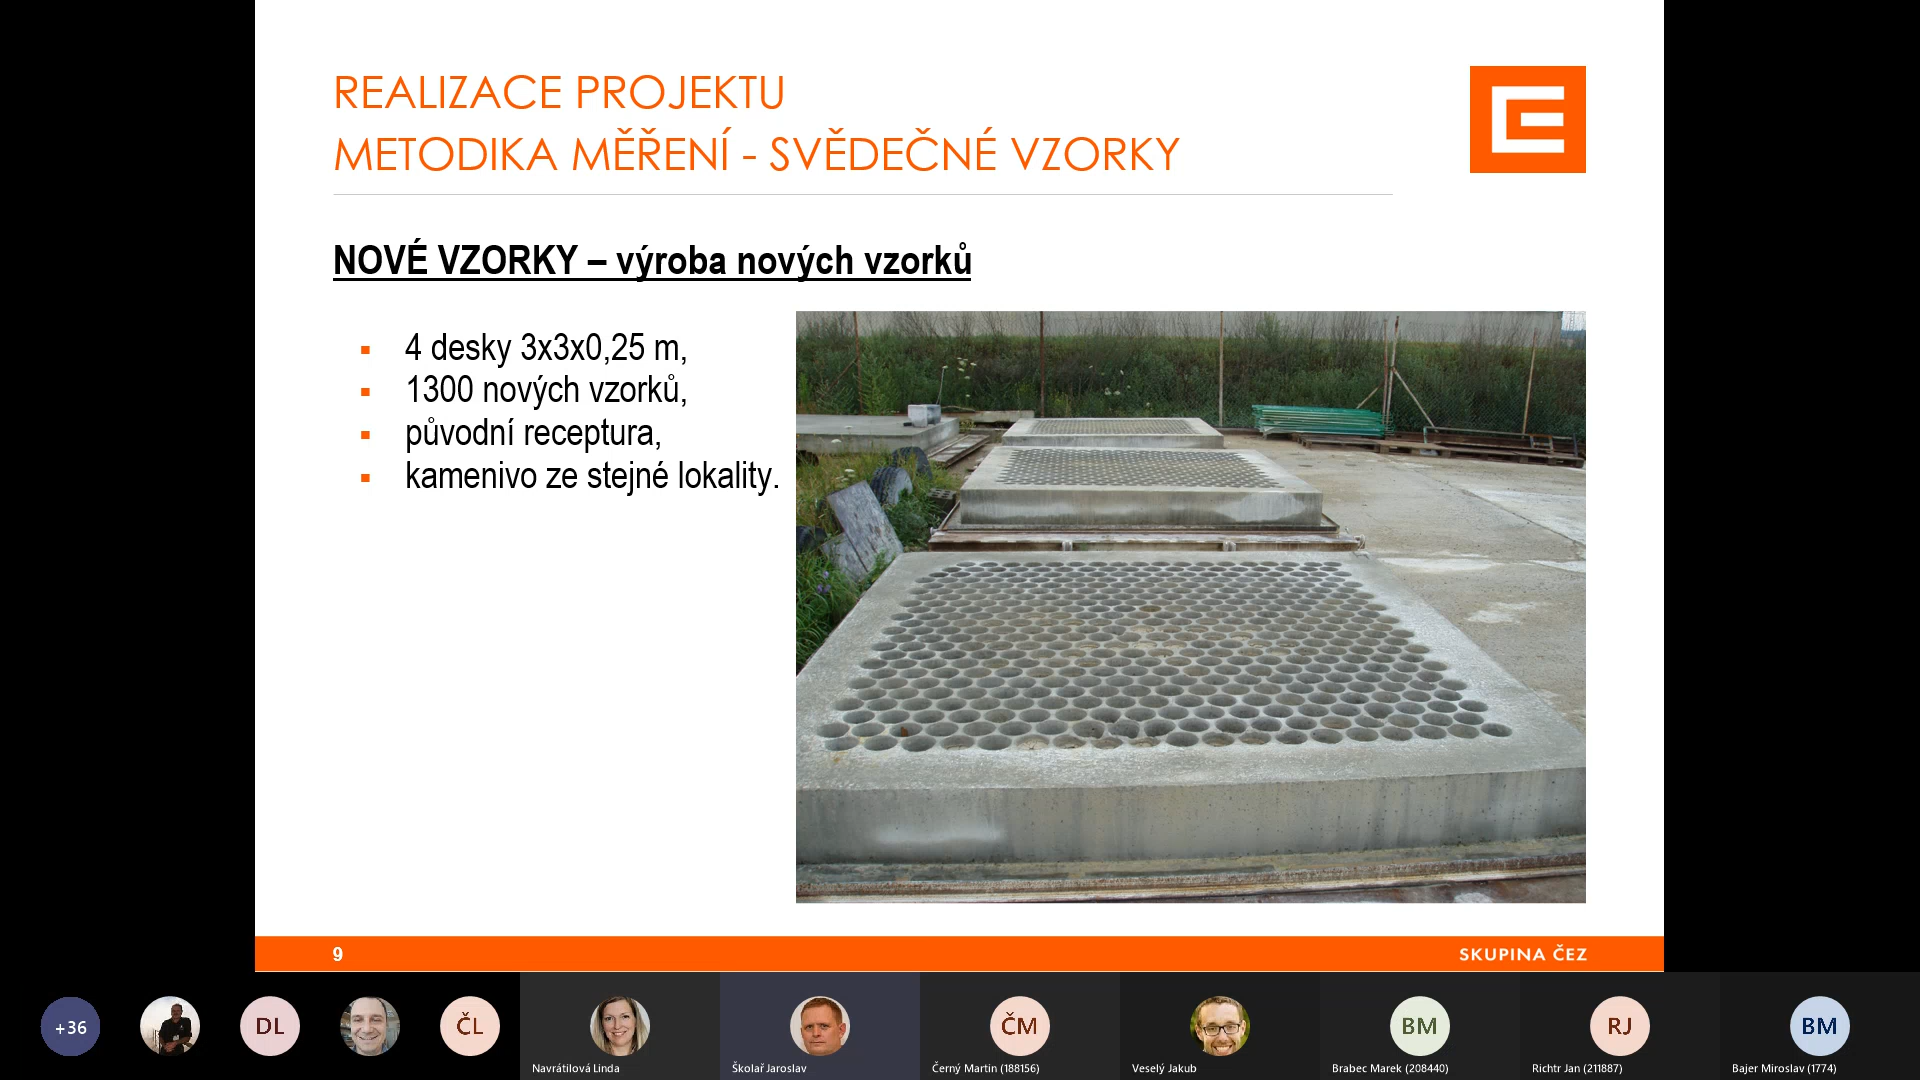 REALIZACE PROJEKTU
METODIKA MĚŘENÍ - SVĚDEČNÉ VZORKY
NOVÉ VZORKY – výroba nových vzorků
▪ 4 desky 3x3x0,25 m,
▪ 1300 nových vzorků,
▪ původní receptura,
▪ kamenivo ze stejné lokality.
9
SKUPINA ČEZ
+36
DL
ČL
ČM
BM
RJ
BM
Navrátilová Linda
Školař Jaroslav
Černý Martin (188156)
Veselý Jakub
Brabec Marek (208440)
Richtr Jan (211887)
Bajer Miroslav (1774)